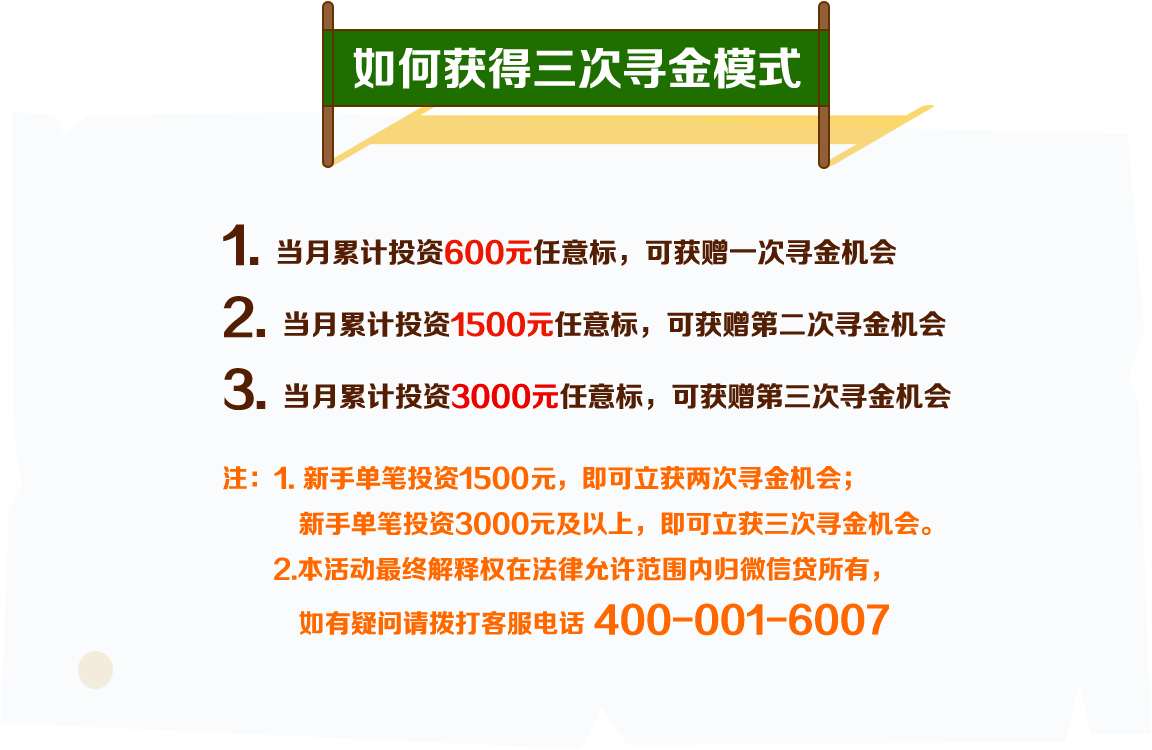 如何获得三次寻金模式
1. 当月累计投资600元任意标，可获赠一次寻金机会
2. 当月累计投资1500元任意标，可获赠第二次寻金机会
3. 当月累计投资3000元任意标，可获赠第三次寻金机会
注：1. 新手单笔投资1500元，即可立获两次寻金机会；
新手单笔投资3000元及以上，即可立获三次寻金机会。
2.本活动最终解释权在法律允许范围内归微信贷所有，
如有疑问请拨打客服电话 400-001-6007